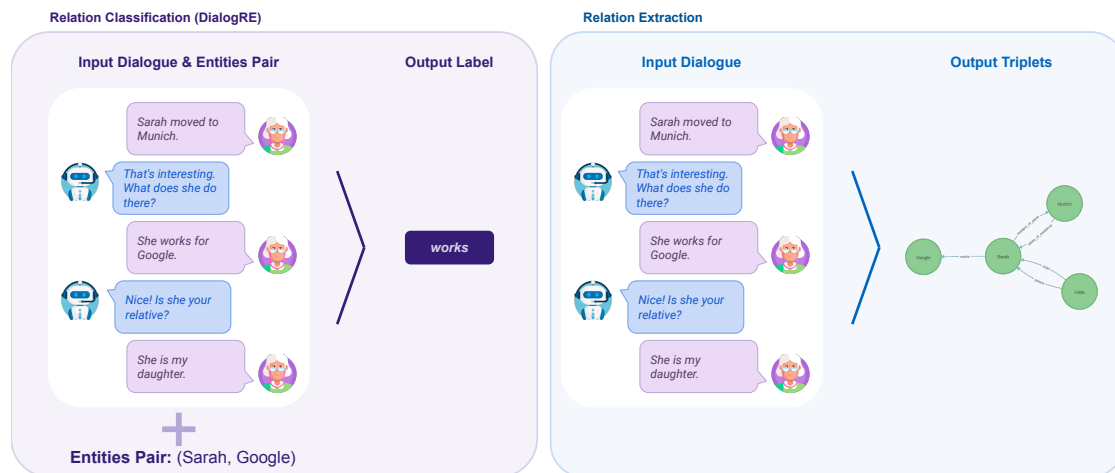 Relation Classification (DialogRE)
Input Dialogue & Entities Pair
Output Label
Sarah moved to
Munich.
That's interesting.
What does she do
there?
She works for
Google.
Nice! Is she your
relative?
She is my
daughter.
works
Entities Pair: (Sarah, Google)
Relation Extraction
Input Dialogue
Output Triplets
Sarah moved to
Munich.
That's interesting.
What does she do
there?
She works for
Google.
Nice! Is she your
relative?
She is my
daughter.
Munich
Google
works
Sarah
Hilda